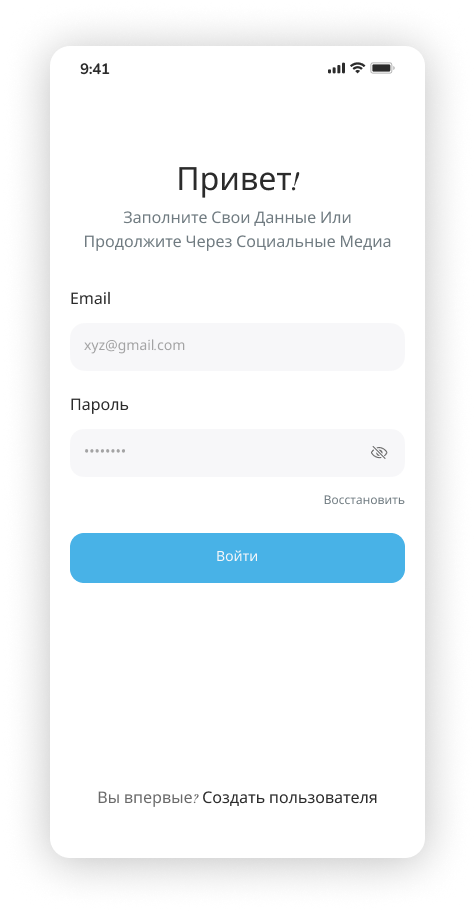 9:41
Привет!
Заполните Свои Данные Или
Продолжите Через Социальные Медиа
Email
xyz@gmail.com
Пароль
••••••••
Восстановить
Войти
Вы впервые? Создать пользователя